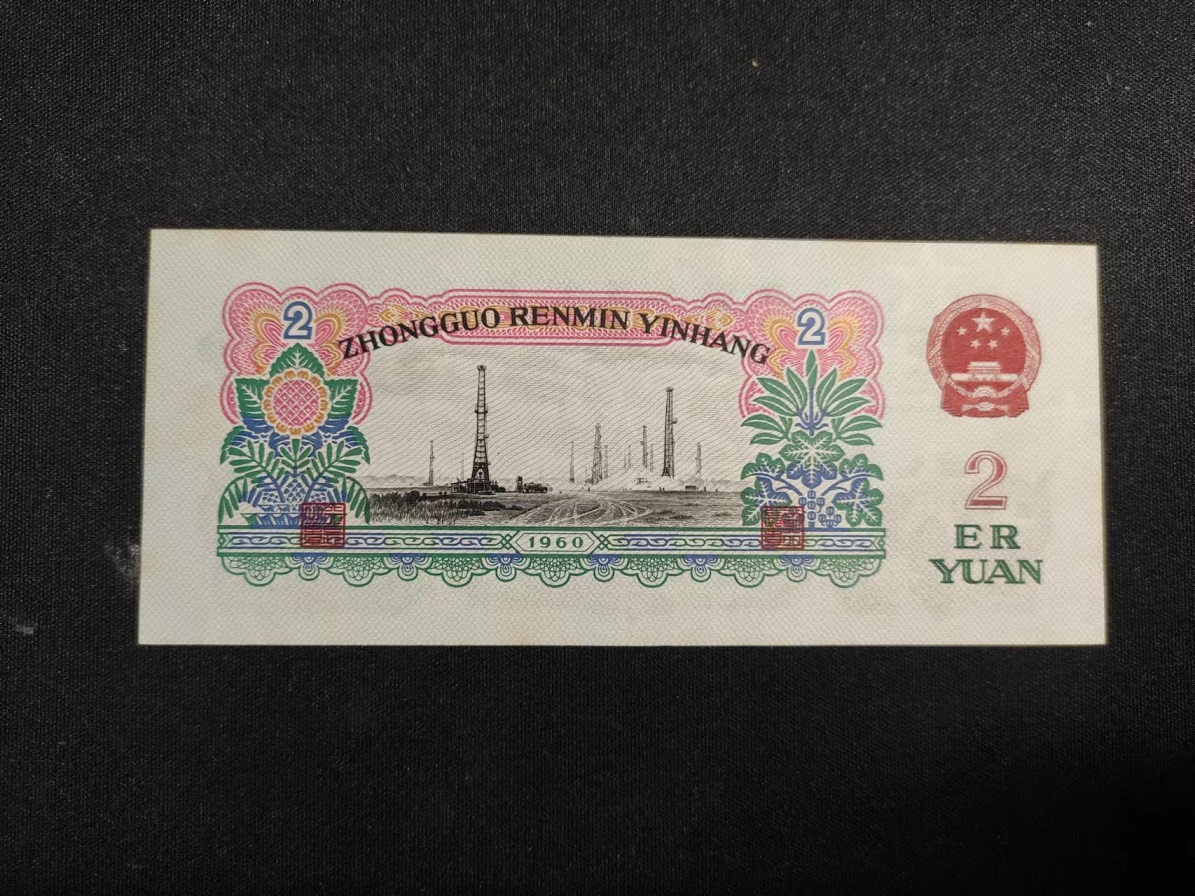 2
2
ZHONGGUO RENMIN YINHANG
2
ER
YUAN
1960